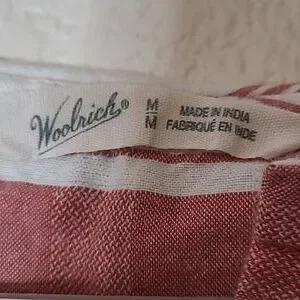 Woolrich®
M
M
MADE IN INDIA
FABRIQUÉ EN INDE